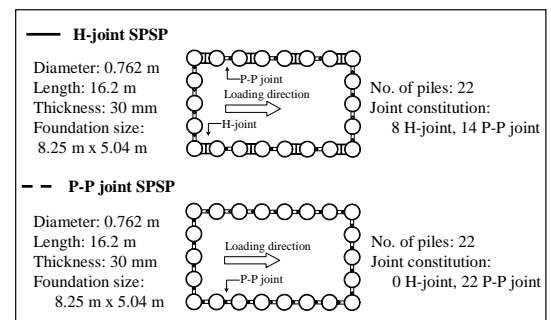 H-joint SPSP
Diameter: 0.762 m
Length: 16.2 m
Thickness: 30 mm
Foundation size:
8.25 m x 5.04 m
P-P joint
Loading direction
H-joint
No. of piles: 22
Joint constitution:
8 H-joint, 14 P-P joint
P-P joint SPSP
Diameter: 0.762 m
Length: 16.2 m
Thickness: 30 mm
Foundation size:
8.25 m x 5.04 m
Loading direction
P-P joint
No. of piles: 22
Joint constitution:
0 H-joint, 22 P-P joint